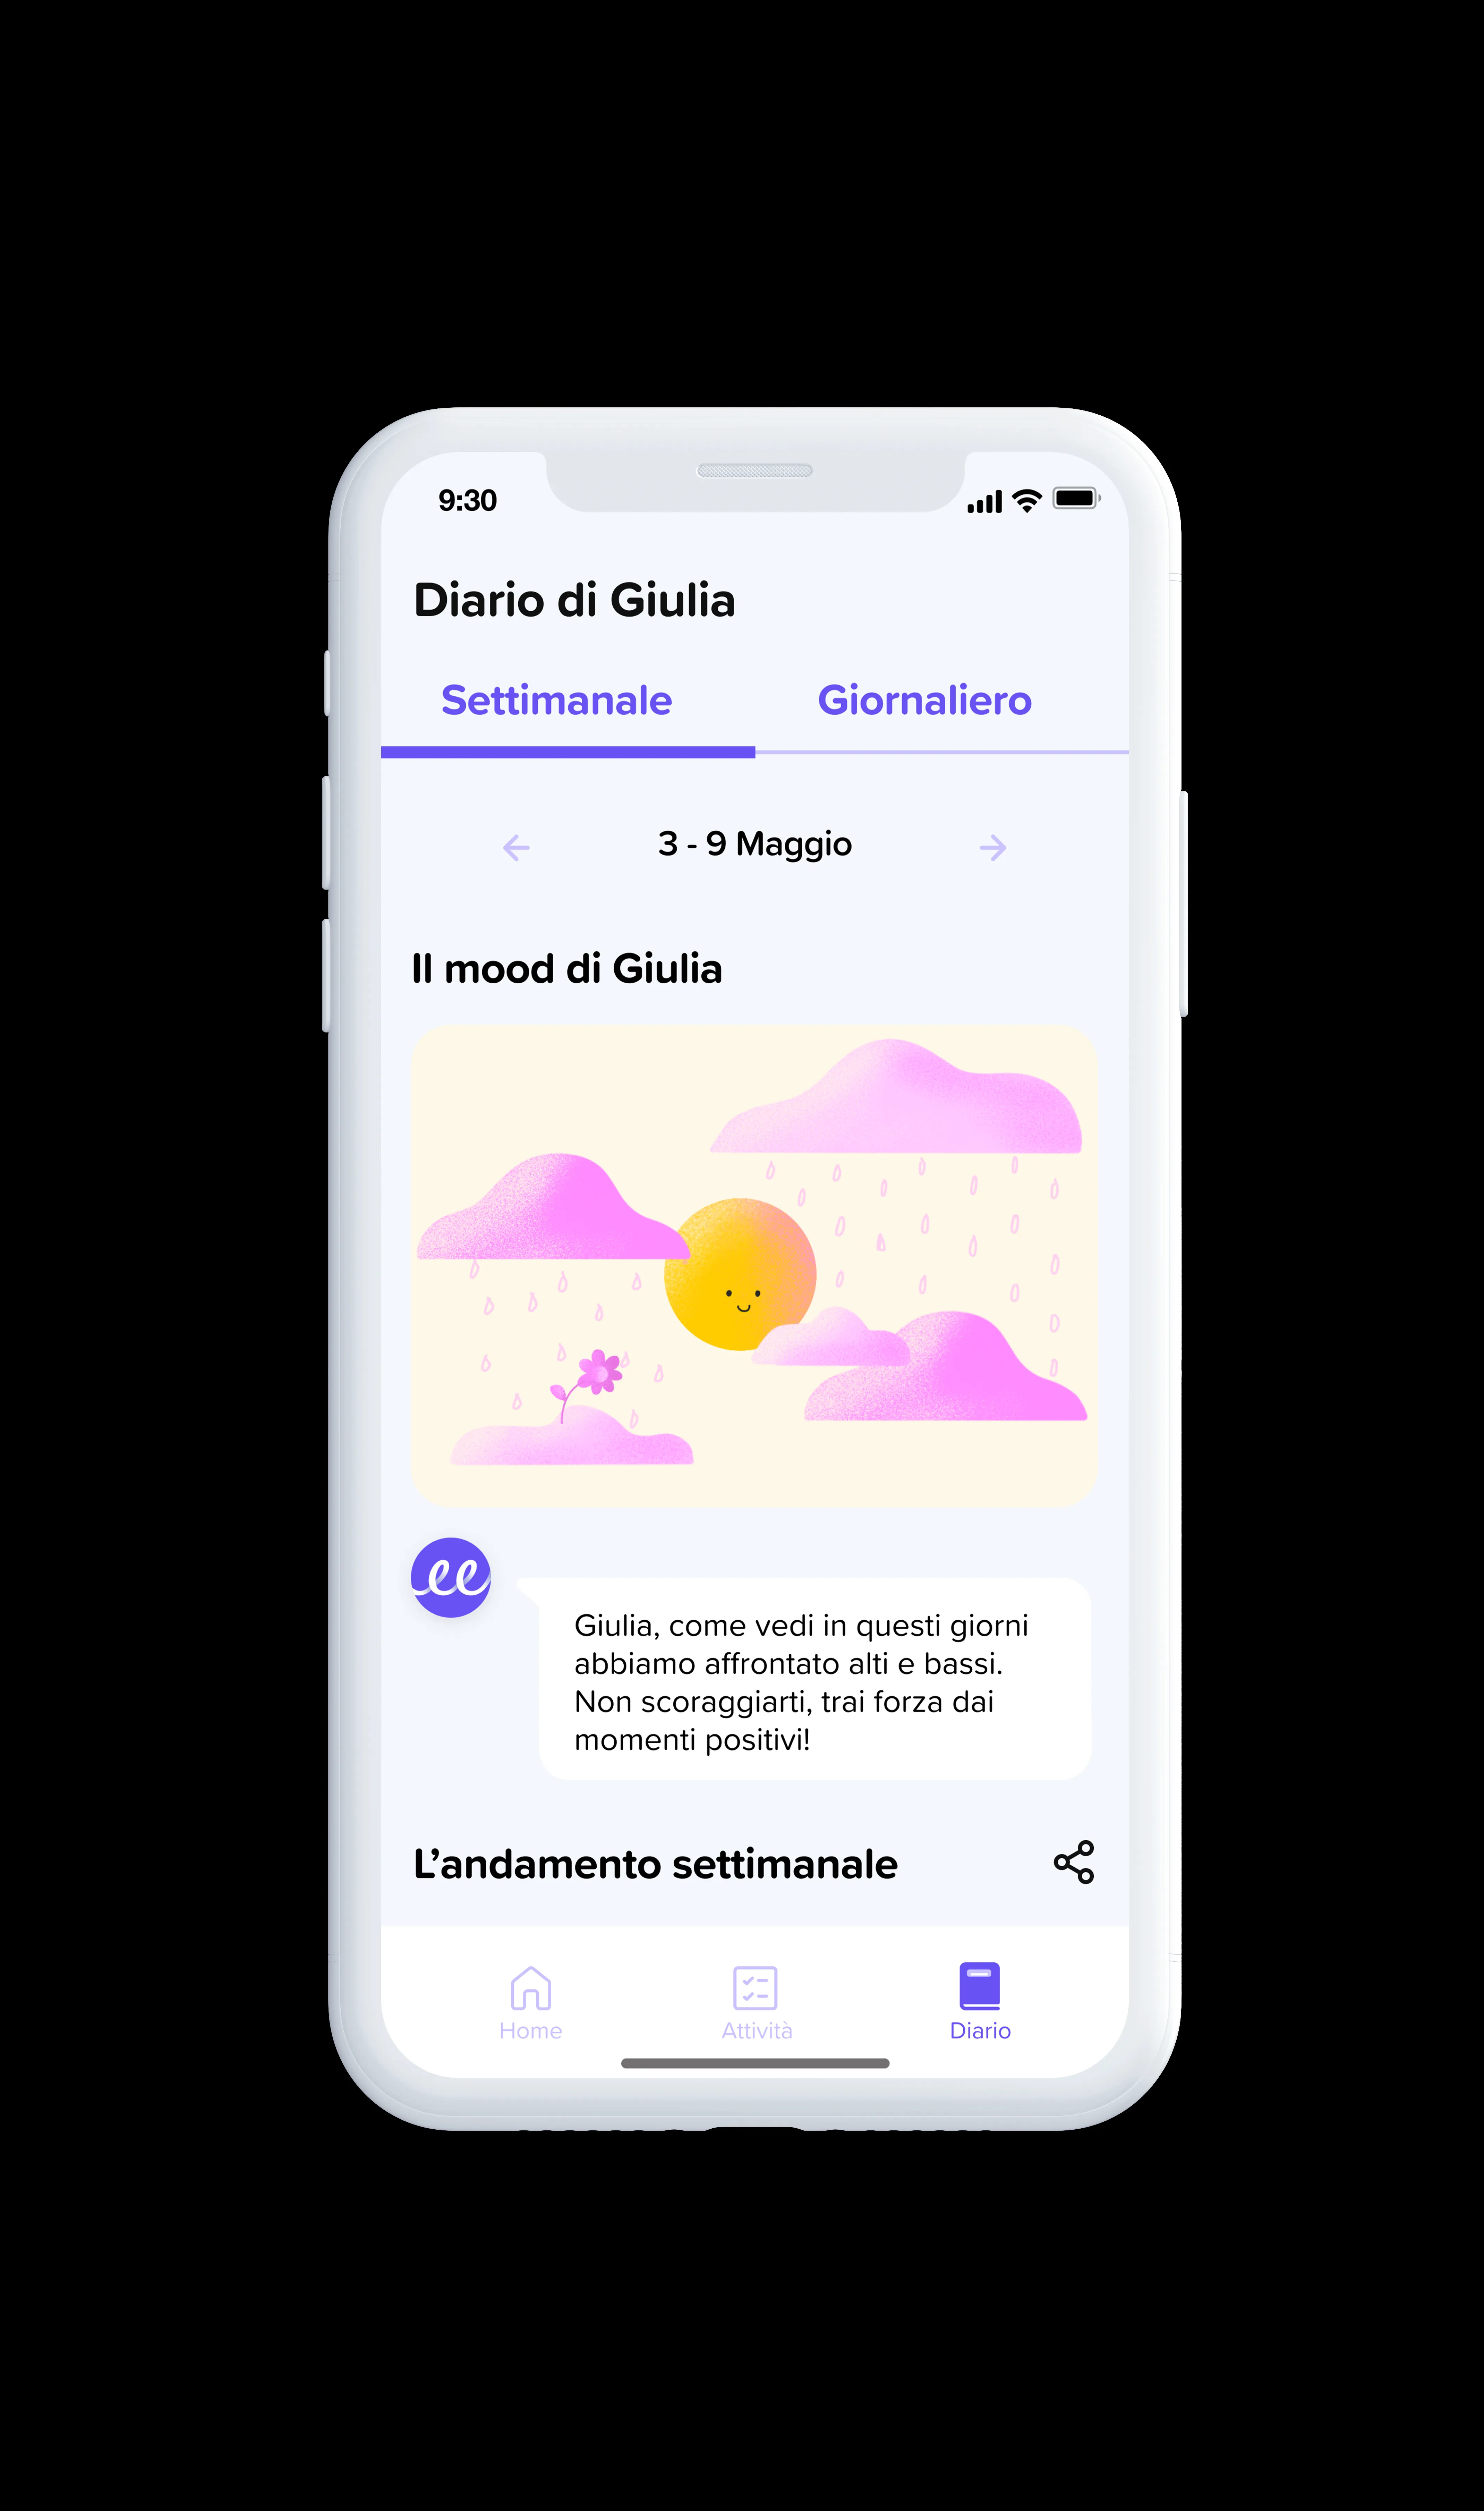 9:30
Diario di Giulia
Settimanale
Giornaliero
3 - 9 Maggio
Il mood di Giulia
ee
Giulia, come vedi in questi giorni
abbiamo affrontato alti e bassi.
Non scoraggiarti, trai forza dai
momenti positivi!
L’andamento settimanale
Home
Attività
Diario